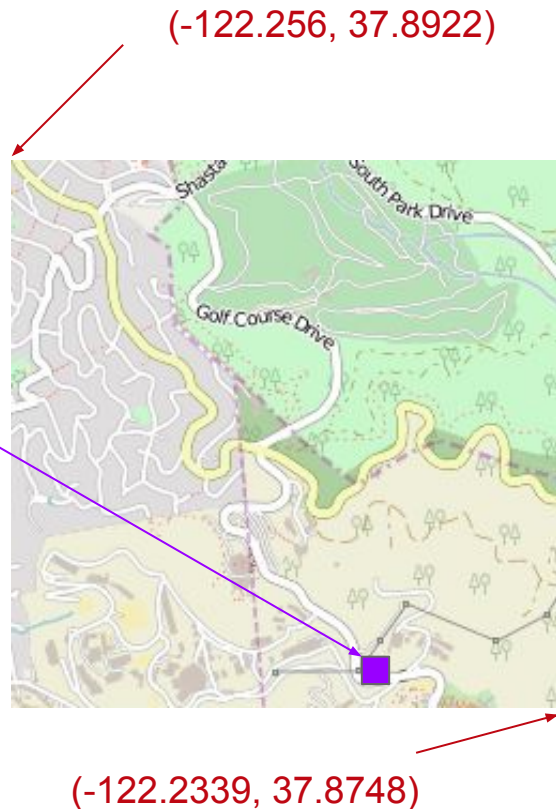 (-122.256, 37.8922)
Shasta
South Park Drive
Golf Course Drive
(-122.2339, 37.8748)